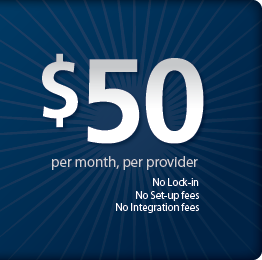 $50
per month, per provider
No Lock-in
No Set-up fees
No Integration fees